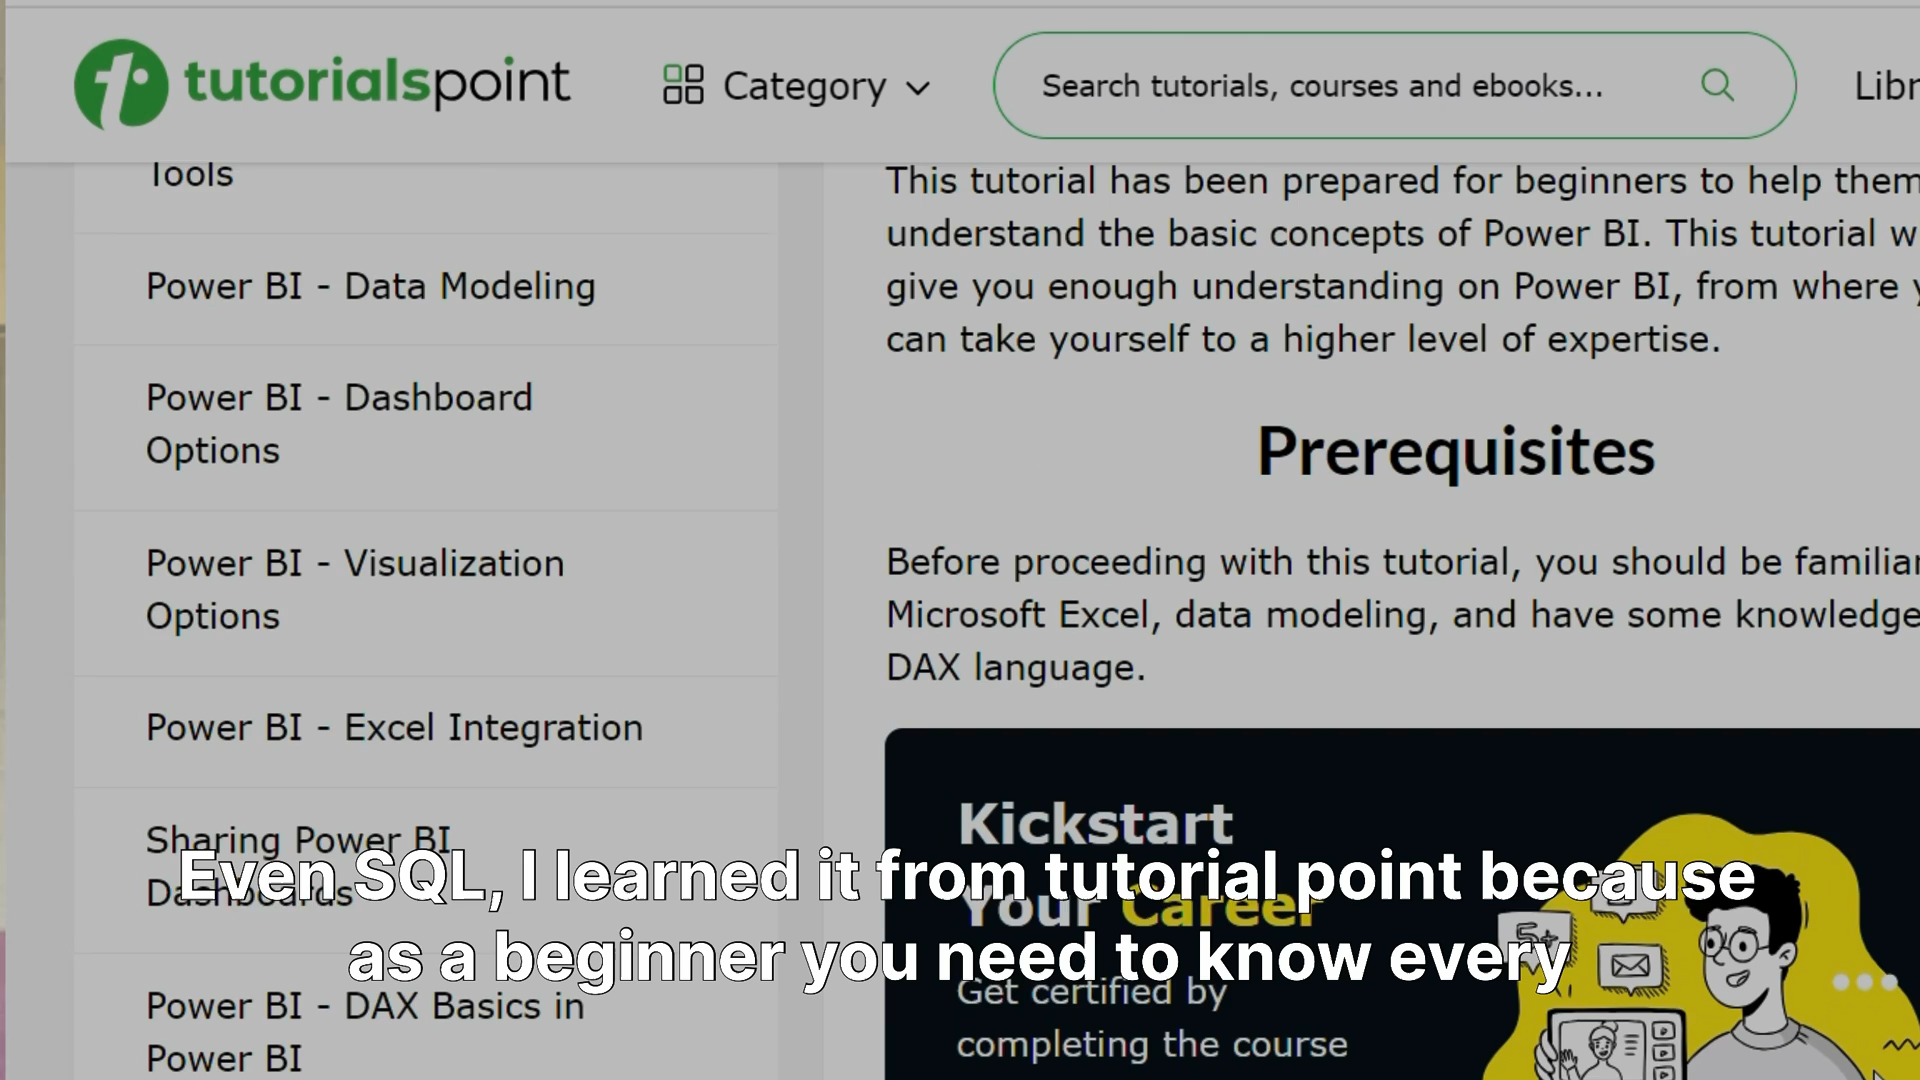 tutorialspoint
Category
Search tutorials, courses and ebooks...
Libr
Tools
Power BI - Data Modeling
Power BI - Dashboard
Options
Power BI - Visualization
Options
Power BI - Excel Integration
Sharing Power BI
Dashboards
Power BI - DAX Basics in
Power BI
This tutorial has been prepared for beginners to help them
understand the basic concepts of Power BI. This tutorial w
give you enough understanding on Power BI, from where y
can take yourself to a higher level of expertise.
Prerequisites
Before proceeding with this tutorial, you should be familiar
Microsoft Excel, data modeling, and have some knowledge
DAX language.
Kickstart
Your Career
Get certified by
completing the course
5+
Even SQL, I learned it from tutorial point because
as a beginner you need to know every